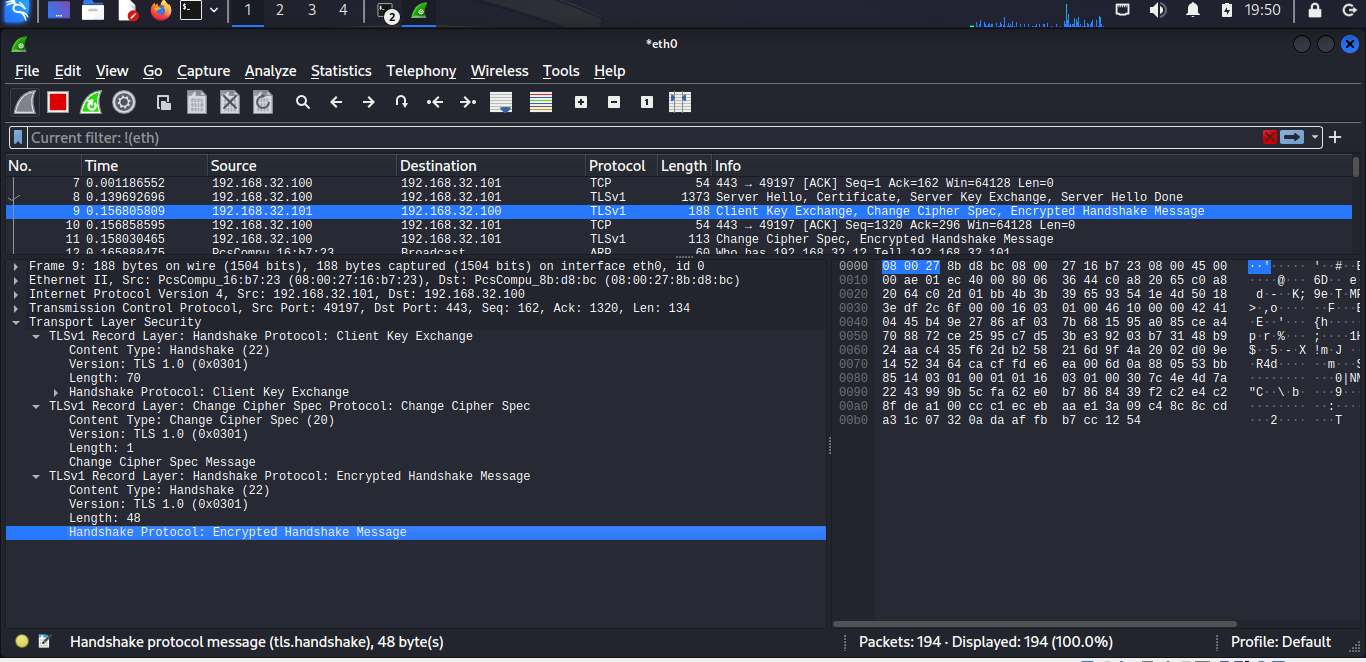 1 2 3 4 2 19:50
*eth0
File Edit View Go Capture Analyze Statistics Telephony Wireless Tools Help
Current filter: !(eth)
No. Time Source Destination Protocol Length Info
7 0.001186552 192.168.32.100 192.168.32.101 TCP 54 443 → 49197 [ACK] Seq=1 Ack=162 Win=64128 Len=0
8 0.139692696 192.168.32.100 192.168.32.101 TLSv1 1373 Server Hello, Certificate, Server Key Exchange, Server Hello Done
9 0.156805809 192.168.32.101 192.168.32.100 TLSv1 188 Client Key Exchange, Change Cipher Spec, Encrypted Handshake Message
10 0.156858595 192.168.32.100 192.168.32.101 TCP 54 443 → 49197 [ACK] Seq=1320 Ack=296 Win=64128 Len=0
11 0.158030465 192.168.32.100 192.168.32.101 TLSv1 113 Change Cipher Spec, Encrypted Handshake Message
12 0.165888475 PcsCompu_16:b7:23 Broadcast ARP 60 Who has 192.168.32.1? Tell 192.168.32.101
Frame 9: 188 bytes on wire (1504 bits), 188 bytes captured (1504 bits) on interface eth0, id 0
Ethernet II, Src: PcsCompu_16:b7:23 (08:00:27:16:b7:23), Dst: PcsCompu_8b:d8:bc (08:00:27:8b:d8:bc)
Internet Protocol Version 4, Src: 192.168.32.101, Dst: 192.168.32.100
Transmission Control Protocol, Src Port: 49197, Dst Port: 443, Seq: 162, Ack: 1320, Len: 134
Transport Layer Security
TLSv1 Record Layer: Handshake Protocol: Client Key Exchange
Content Type: Handshake (22)
Version: TLS 1.0 (0x0301)
Length: 70
Handshake Protocol: Client Key Exchange
TLSv1 Record Layer: Change Cipher Spec Protocol: Change Cipher Spec
Content Type: Change Cipher Spec (20)
Version: TLS 1.0 (0x0301)
Length: 1
Change Cipher Spec Message
TLSv1 Record Layer: Handshake Protocol: Encrypted Handshake Message
Content Type: Handshake (22)
Version: TLS 1.0 (0x0301)
Length: 48
Handshake Protocol: Encrypted Handshake Message
0000 08 00 27 8b d8 bc 08 00 27 16 b7 23 08 00 45 00 ··'····· '··#··E
0010 00 ae 01 ec 40 00 80 06 36 44 c0 a8 20 65 c0 a8 ····@··· 6D·· e
0020 20 64 c0 2d 01 bb 4b 3b 39 65 93 54 1e 4d 50 18 d·-··K; 9e·T·MP
0030 3e df 2c 6f 00 00 16 03 01 00 46 10 00 00 42 41 >·,o···· ··F···B
0040 04 45 b4 9e 27 86 af 03 7b 68 15 95 a0 85 ce a4 ·E··'··· {h····
0050 70 88 72 ce 25 95 c7 d5 3b e3 92 03 b7 31 48 b9 p·r·%··· ;····1H
0060 24 aa c4 35 f6 2d b2 58 21 6d 9f 4a 20 02 d0 9e $··5·-·X !m·J ··
0070 14 52 34 64 ca cf fd e6 ea 00 6d 0a 88 05 53 bb ·R4d···· ··m···S
0080 85 14 03 01 00 01 01 16 03 01 00 30 7c 4e 4d 7a ········ ···0|NM
0090 22 43 99 9b 5c fa 62 e0 b7 86 84 39 f2 c2 e4 c2 "C··\·b· ···9···
00a0 8f de a1 00 cc c1 ec eb aa e1 3a 09 c4 8c 8c cd ········ ··:····
00b0 a3 1c 07 32 0a da af fb b7 cc 12 54 ···2···· ···T
Handshake protocol message (tls.handshake), 48 byte(s) Packets: 194 · Displayed: 194 (100.0%) Profile: Default